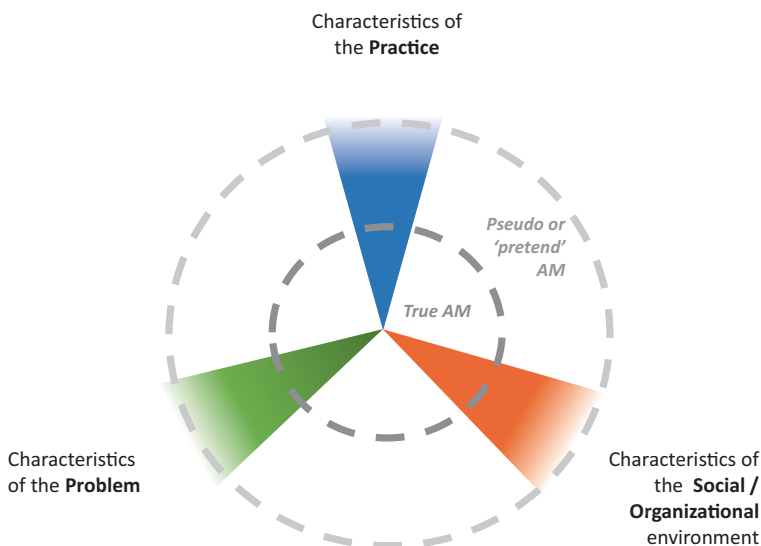 Characteristics of
the Practice
Pseudo or
‘pretend’
AM
True AM
Characteristics
of the Problem
Characteristics of
the Social /
Organizational
environment